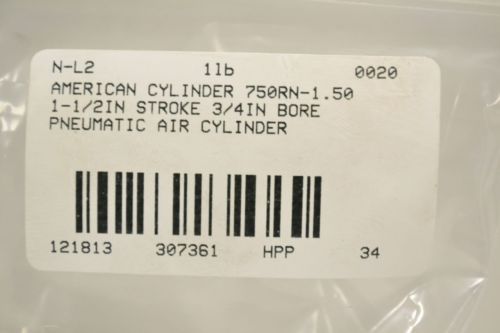 N-L2 1lb 0020
AMERICAN CYLINDER 750RN-1.50
1-1/2IN STROKE 3/4IN BORE
PNEUMATIC AIR CYLINDER
121813 307361 HPP 34